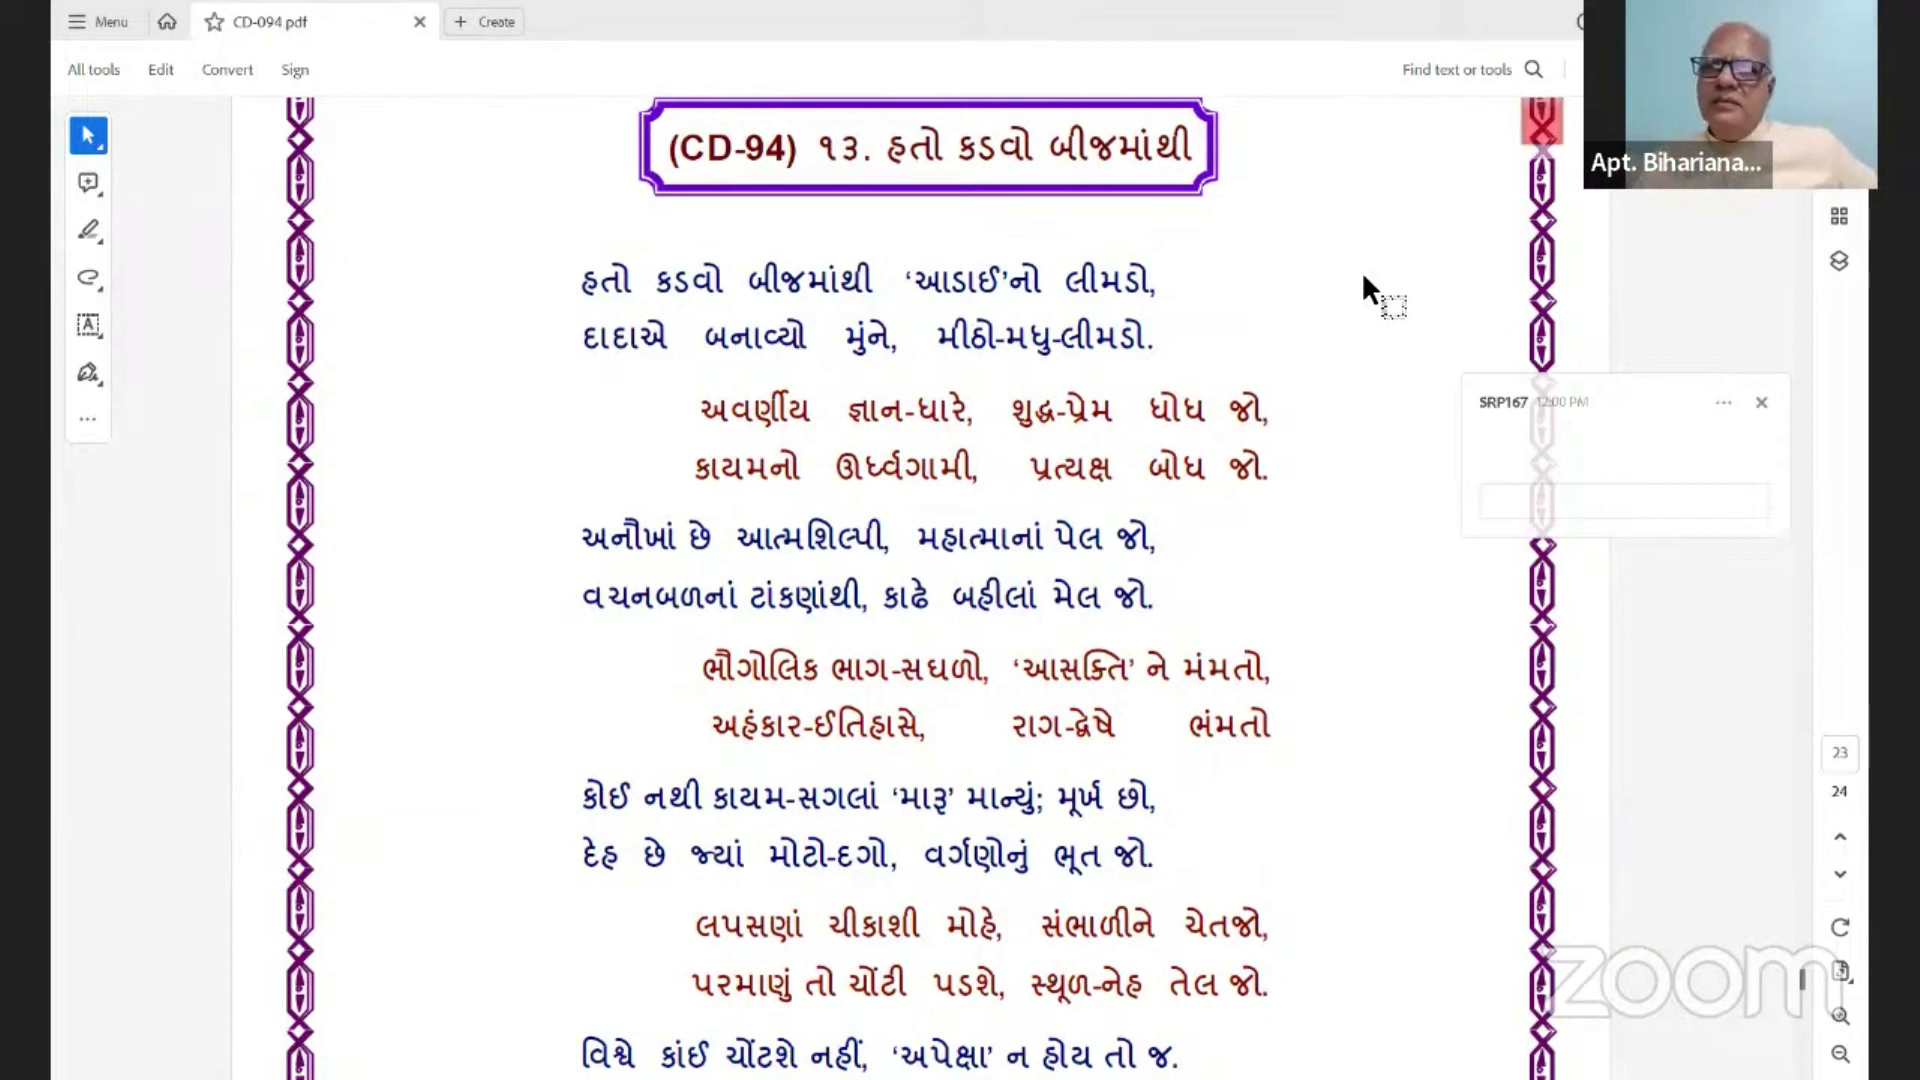 Menu
CD-094 pdf
Create
All tools
Edit
Convert
Sign
Find text or tools
Apt. Bihariana...
(CD-94) ૧૩. હતો કડવો બીજમાંથી
હતો કડવો બીજમાંથી ‘આડાઈ’નો લીમડો,
દાદાએ બનાવ્યો મુંને, મીઠો-મધુ-લીમડો.
અવર્ણીય જ્ઞાન-ધારે, શુદ્ધ-પ્રેમ ધોધ જો,
કાયમનો ઊર્ધ્વગામી, પ્રત્યક્ષ બોધ જો.
અનૌખાં છે આત્મશિલ્પી, મહાત્માનાં પેલ જો,
વચનબળનાં ટાંકણાંથી, કાઢે બહીલાં મેલ જો.
ભૌગોલિક ભાગ-સઘળો, ‘આસક્તિ’ ને મંમતો,
અહંકાર-ઈતિહાસે, રાગ-દ્વેષે ભંમતો
કોઈ નથી કાયમ-સગલાં ‘મારૂ’ માન્યું; મૂર્ખ છો,
દેહ છે જ્યાં મોટો-દગો, વર્ગણોનું ભૂત જો.
લપસણાં ચીકાશી મોહે, સંભાળીને ચેતજો,
પરમાણું તો ચોંટી પડશે, સ્થૂળ-નેહ તેલ જો.
વિશ્વે કાંઈ ચોંટશે નહીં, ‘અપેક્ષા’ ન હોય તો જ.
SRP167 12:00 PM
23
24
zoom